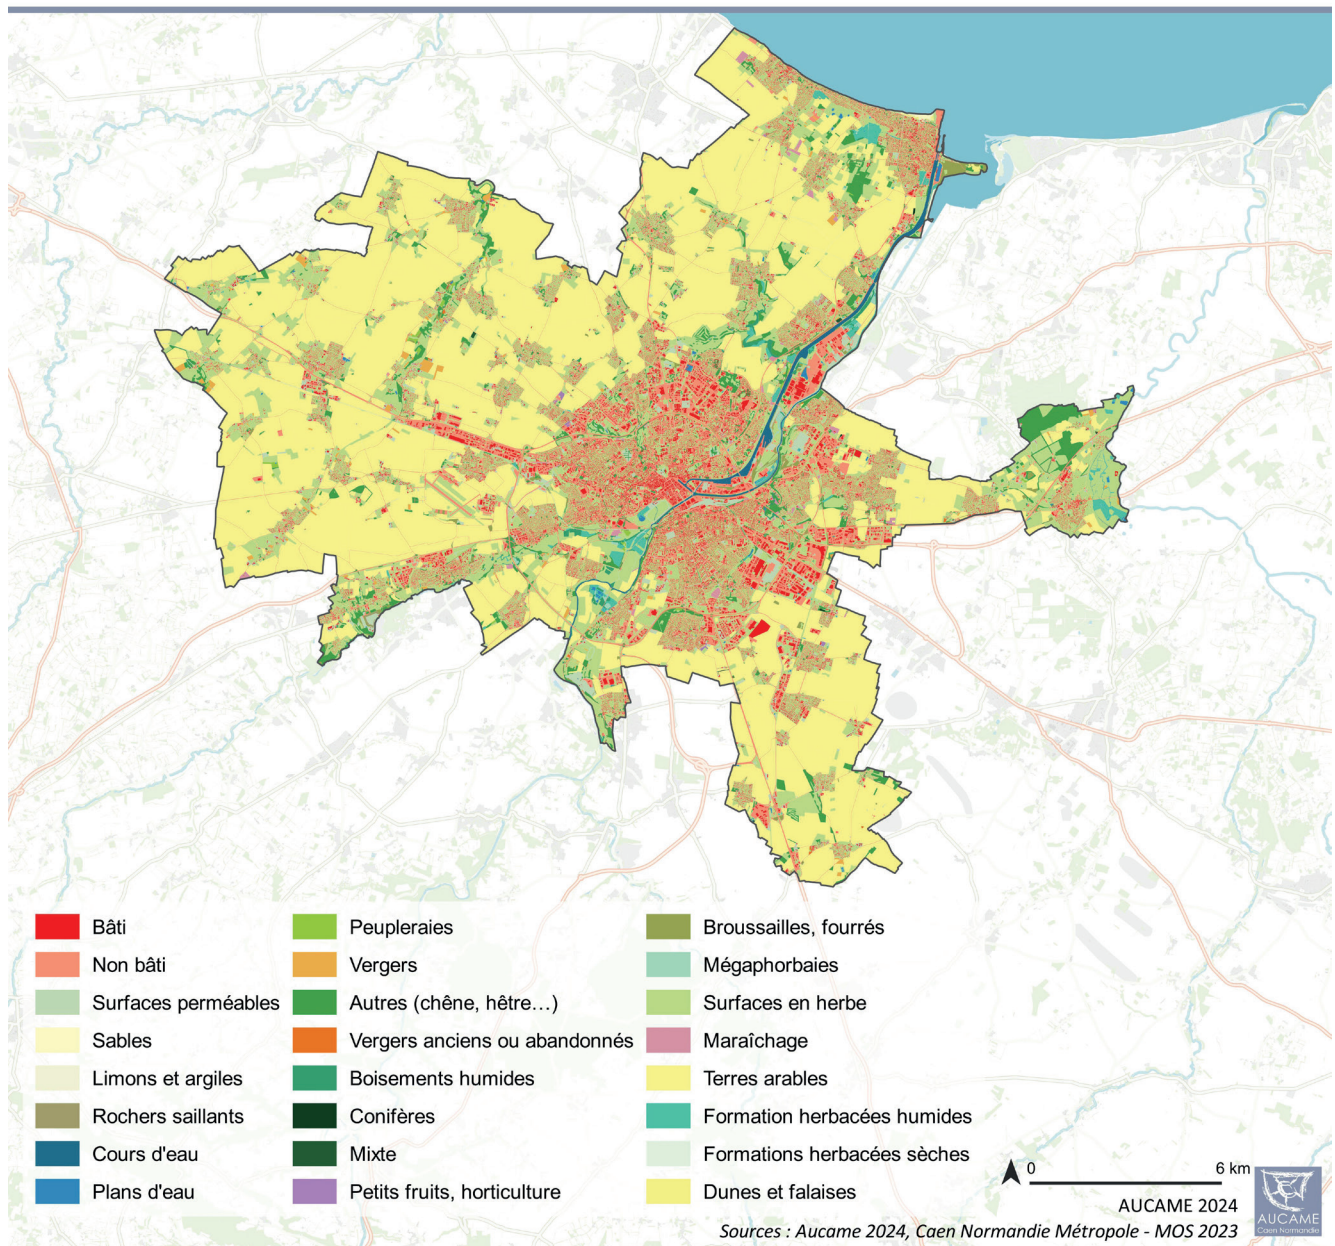 Bâti
Non bâti
Surfaces perméables
Sables
Limons et argiles
Rochers saillants
Cours d'eau
Plans d'eau
Peupleraies
Vergers
Autres (chêne, hêtre…)
Vergers anciens ou abandonnés
Boisements humides
Conifères
Mixte
Petits fruits, horticulture
Broussailles, fourrés
Mégaphorbaies
Surfaces en herbe
Maraîchage
Terres arables
Formation herbacées humides
Formations herbacées sèches
Dunes et falaises
0 6 km
AUCAME 2024
Sources : Aucame 2024, Caen Normandie Métropole - MOS 2023
AUCAME
Caen Normandie